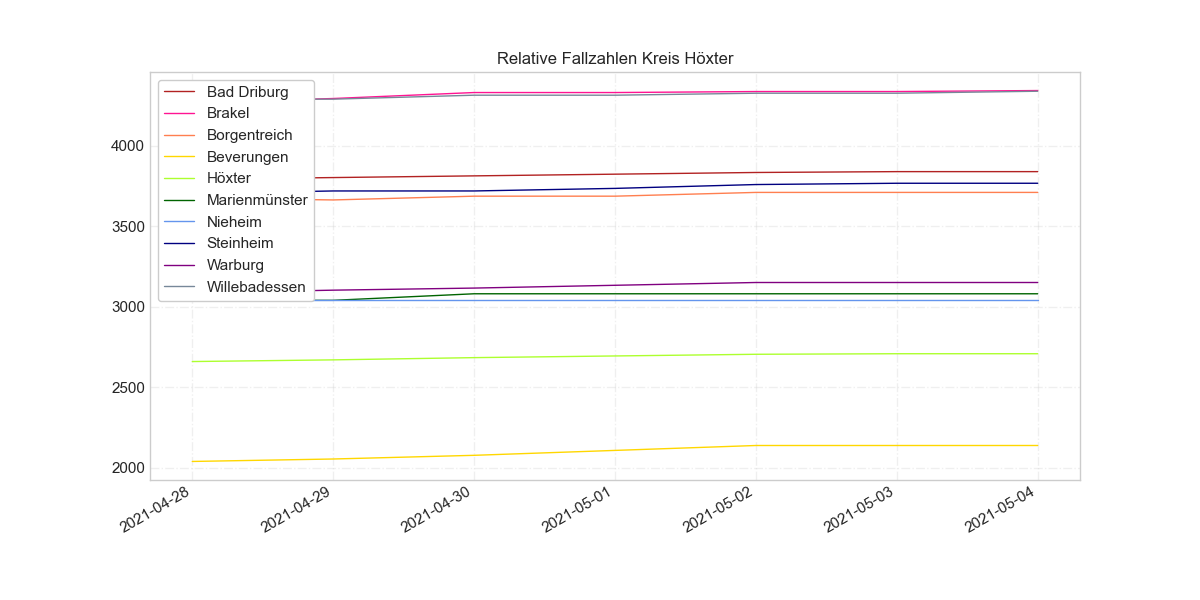 Relative Fallzahlen Kreis Höxter
Bad Driburg
Brakel
Borgentreich
Beverungen
Höxter
Marienmünster
Nieheim
Steinheim
Warburg
Willebadessen
4000
3500
3000
2500
2000
2021-04-28
2021-04-29
2021-04-30
2021-05-01
2021-05-02
2021-05-03
2021-05-04